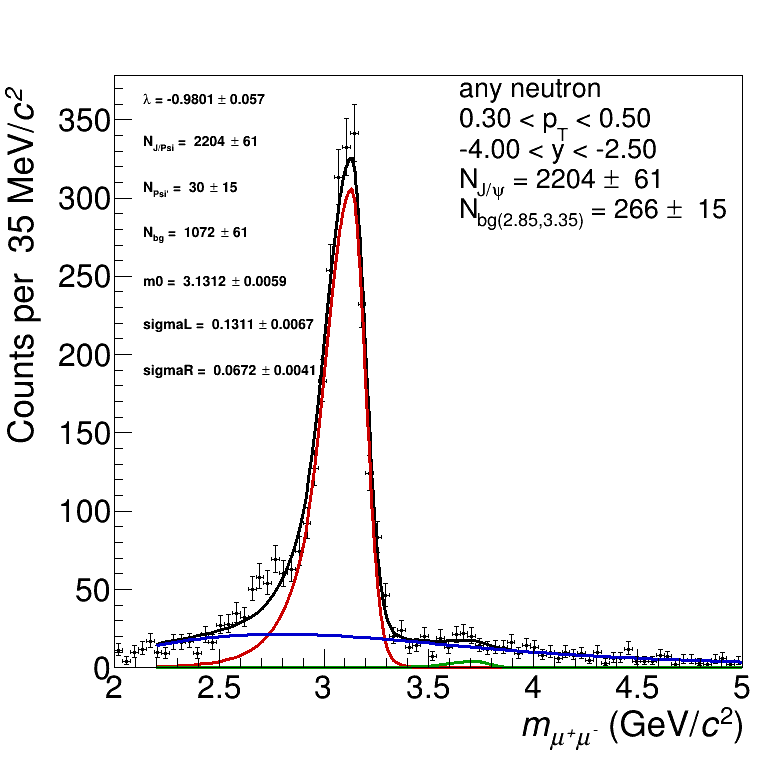 Counts per 35 MeV/c²
350
300
250
200
150
100
50
0
λ = -0.9801 ± 0.057
N_J/Psi = 2204 ± 61
N_Psi' = 30 ± 15
N_bg = 1072 ± 61
m0 = 3.1312 ± 0.0059
sigmaL = 0.1311 ± 0.0067
sigmaR = 0.0672 ± 0.0041
any neutron
0.30 < p_T < 0.50
-4.00 < y < -2.50
N_J/ψ = 2204 ± 61
N_bg(2.85,3.35) = 266 ± 15
2 2.5 3 3.5 4 4.5 5
m_μ⁺μ⁻ (GeV/c²)